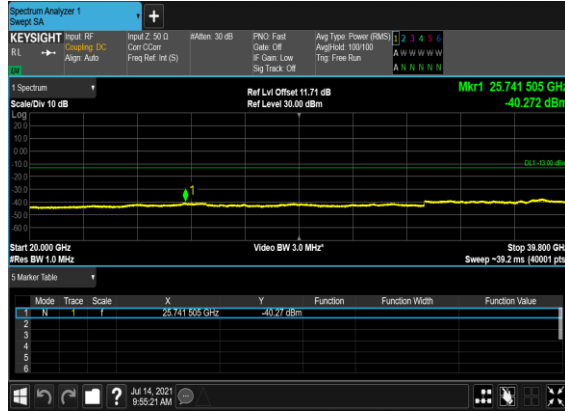 Spectrum Analyzer 1
Swept SA
+
KEYSIGHT Input: RF Input Z: 50 Ω #Atten: 30 dB PNO: Fast Avg Type: Power (RMS) 1 2 3 4 5 6
RL Coupling: DC Corr CCorr Gate: Off Avg|Hold: 100/100 A W W W W W
Align: Auto Freq Ref: Int (S) IF Gain: Low Trig: Free Run
LV Sig Track: Off A N N N N N
1 Spectrum Ref Lvl Offset 11.71 dB Mkr1 25.741 505 GHz
Scale/Div 10 dB Ref Level 30.00 dBm -40.272 dBm
Log
20.0
10.0
0.00
-10.0 DL1 -13.00 dBm
-20.0
-30.0 1
-40.0
-50.0
-60.0
Start 20.000 GHz Video BW 3.0 MHz* Stop 39.800 GHz
#Res BW 1.0 MHz Sweep ~39.2 ms (40001 pts)
5 Marker Table
Mode Trace Scale X Y Function Function Width Function Value
1 N 1 f 25.741 505 GHz -40.27 dBm
2
3
4
5
6
? Jul 14, 2021
9:55:21 AM